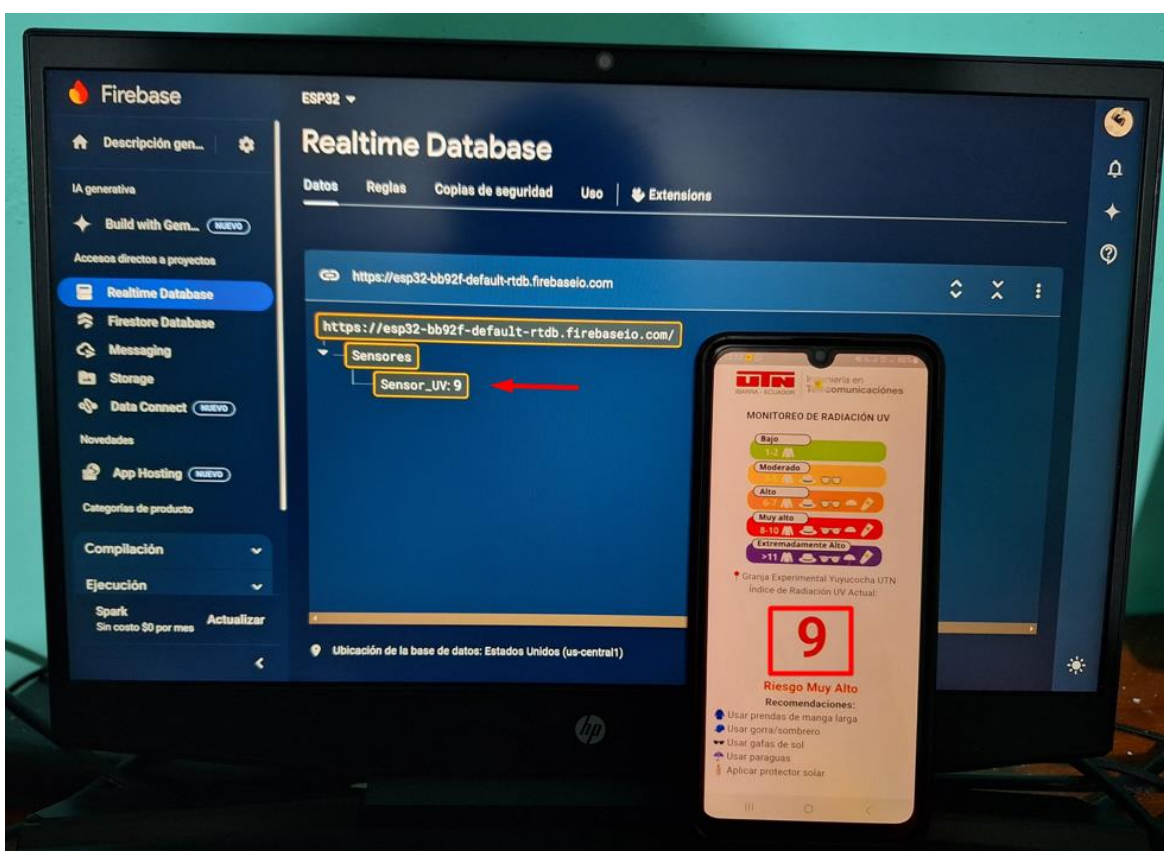 Firebase
Descripción gen...
IA generativa
Build with Gem... NUEVO
Accesos directos a proyectos
Realtime Database
Firestore Database
Messaging
Storage
Data Connect NUEVO
Novedades
App Hosting NUEVO
Categorías de producto
Compilación
Ejecución
Spark
Sin costo $0 por mes
Actualizar
ESP32
Realtime Database
Datos Reglas Copias de seguridad Uso Extensions
https://esp32-bb92f-default-rtdb.firebaseio.com
https://esp32-bb92f-default-rtdb.firebaseio.com/
Sensores
Sensor_UV: 9
Ubicación de la base de datos: Estados Unidos (us-central1)
hp
UTN
IBARRA - ECUADOR
Ingeniería en
Telecomunicaciónes
MONITOREO DE RADIACIÓN UV
Bajo
1-2
Moderado
Alto
6-7
Muy alto
8-10
Extremadamente Alto
>11
Granja Experimental Yuyucocha UTN
Índice de Radiación UV Actual:
9
Riesgo Muy Alto
Recomendaciones:
Usar prendas de manga larga
Usar gorra/sombrero
Usar gafas de sol
Usar paraguas
Aplicar protector solar